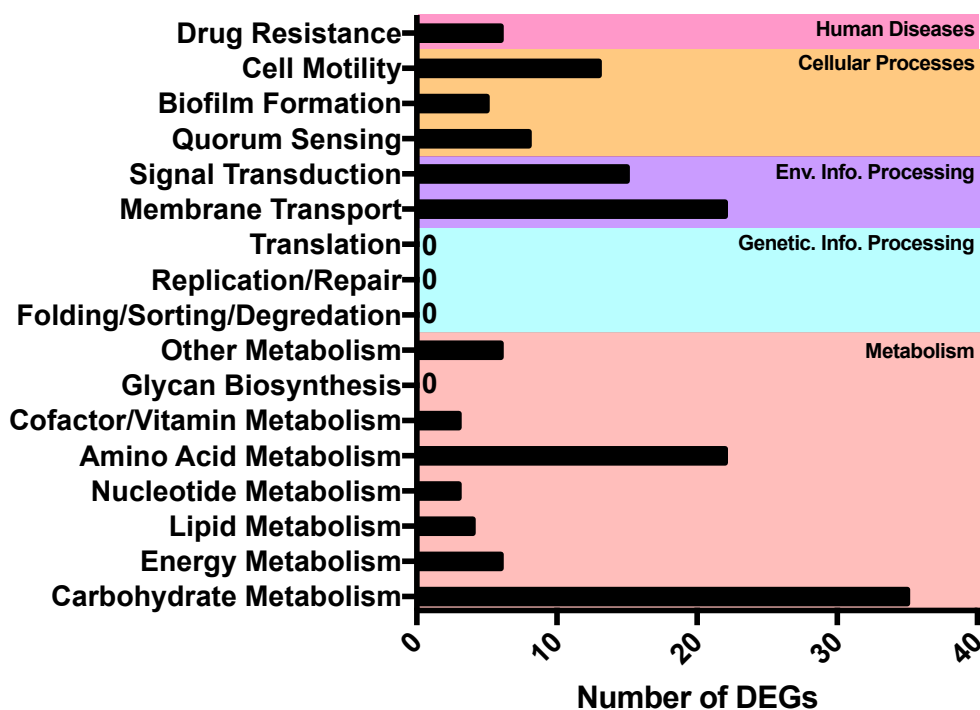 Drug Resistance
Human Diseases
Cell Motility
Cellular Processes
Biofilm Formation
Quorum Sensing
Signal Transduction
Env. Info. Processing
Membrane Transport
Translation
0
Genetic. Info. Processing
Replication/Repair
0
Folding/Sorting/Degredation
0
Other Metabolism
Metabolism
Glycan Biosynthesis
0
Cofactor/Vitamin Metabolism
Amino Acid Metabolism
Nucleotide Metabolism
Lipid Metabolism
Energy Metabolism
Carbohydrate Metabolism
0
10
20
30
40
Number of DEGs